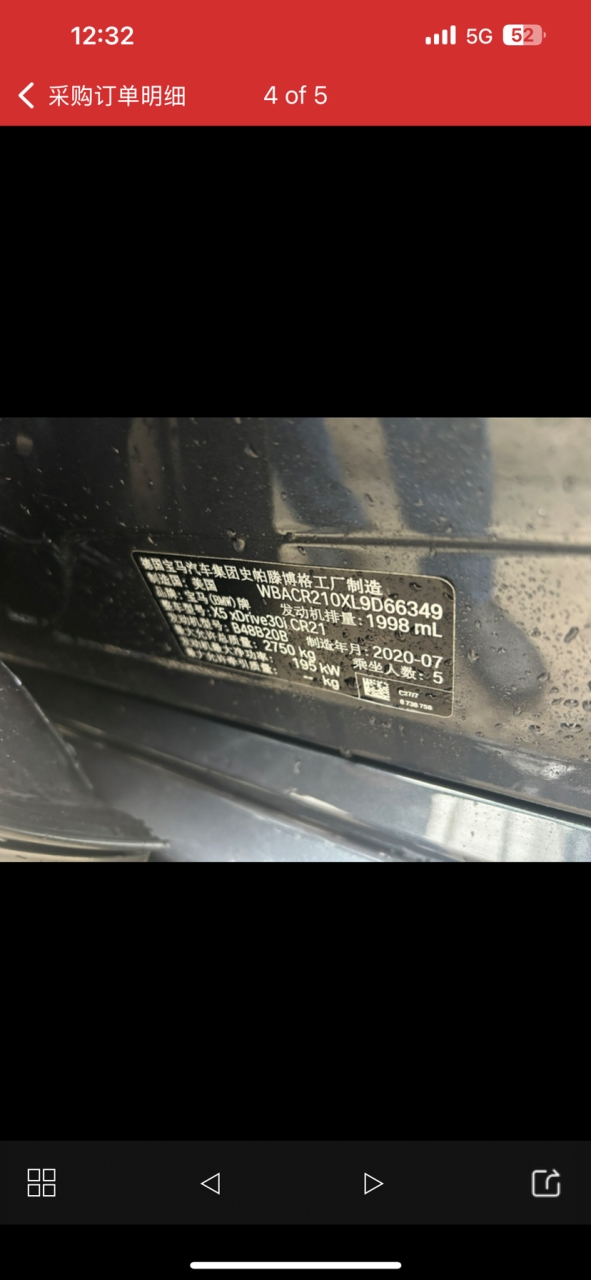 12:32
5G
52
采购订单明细
4 of 5
德国宝马汽车集团史帕滕博格工厂制造
制造国：美国
WBACR210XL9D66349
品牌：宝马(BMW)牌
发动机排量：1998 mL
X5 xDrive30i CR21
B48B20B
制造年月：2020-07
2750 kg
乘坐人数：5
195 kW
-- kg